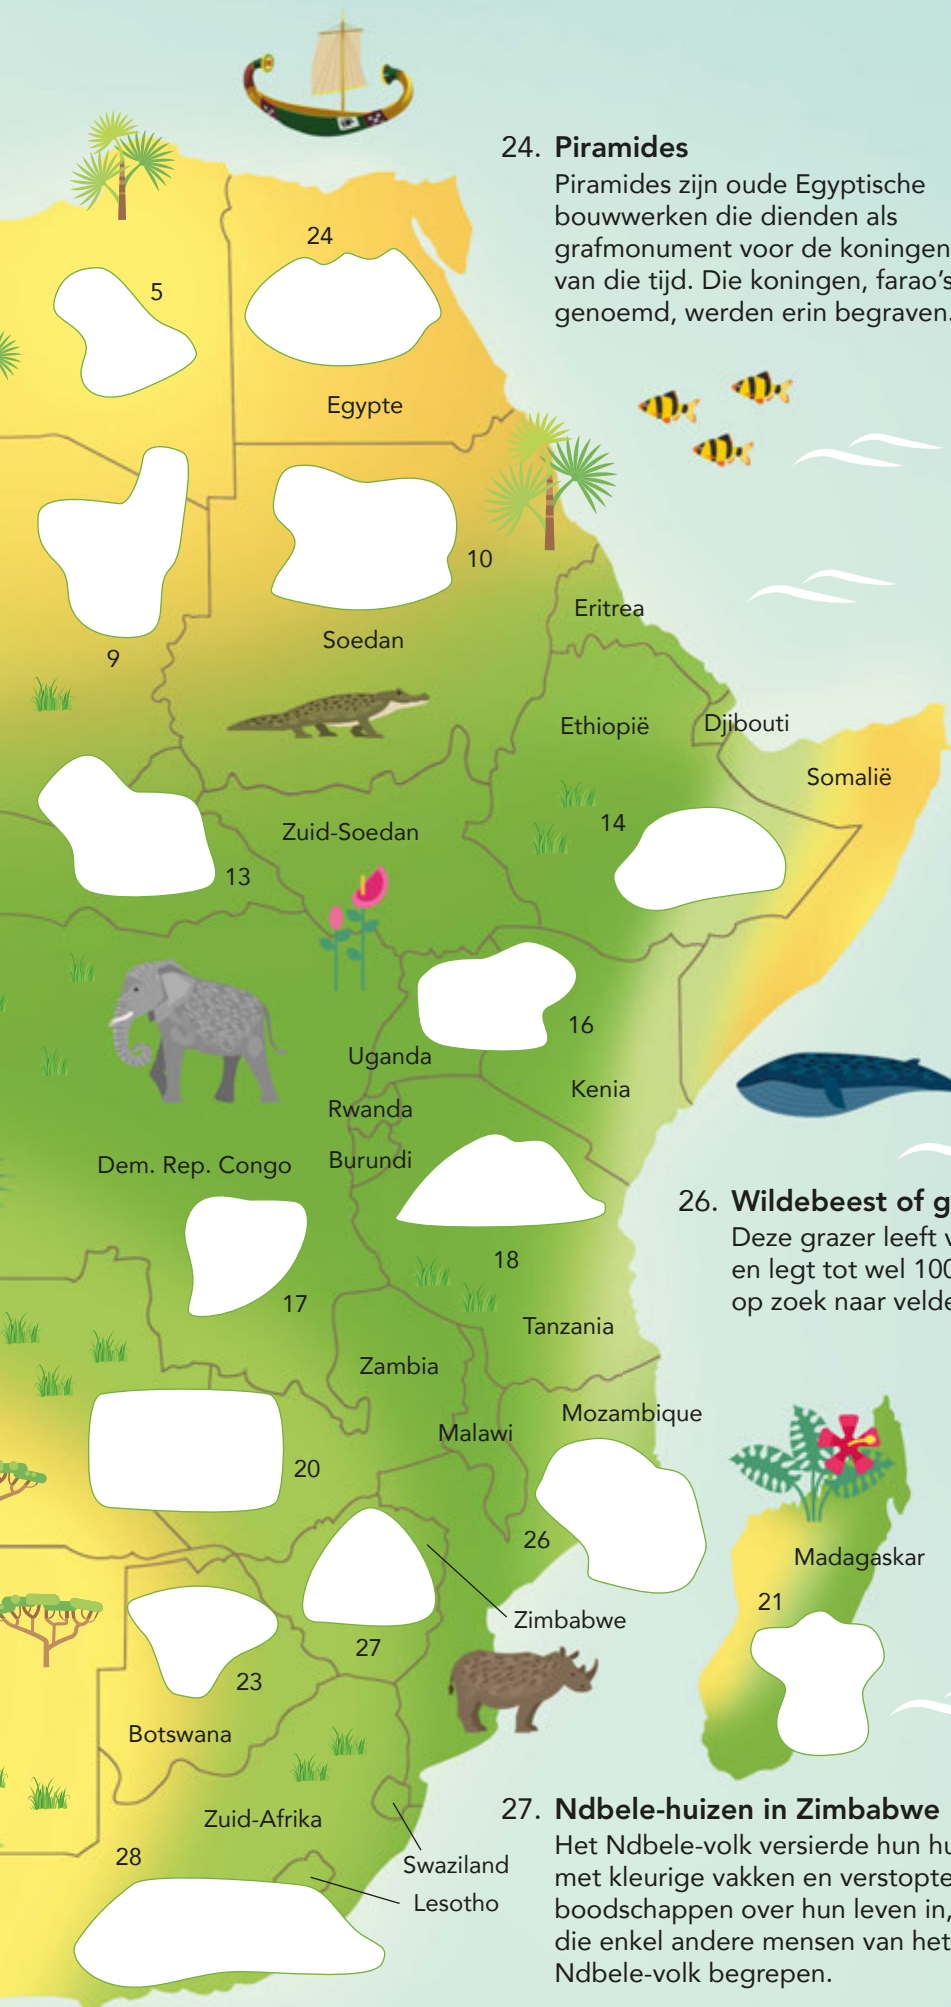 24. Piramides
Piramides zijn oude Egyptische
bouwwerken die dienden als
grafmonument voor de koningen
van die tijd. Die koningen, farao's
genoemd, werden erin begraven.
24
5
Egypte
10
Eritrea
Soedan
9
Ethiopië
Djibouti
Somalië
14
Zuid-Soedan
13
16
Uganda
Kenia
Rwanda
Burundi
Dem. Rep. Congo
26. Wildebeest of g
Deze grazer leeft v
en legt tot wel 100
op zoek naar velde
18
17
Tanzania
Zambia
Mozambique
Malawi
20
26
Madagaskar
21
Zimbabwe
27
23
Botswana
27. Ndbele-huizen in Zimbabwe
Het Ndbele-volk versierde hun hu
met kleurige vakken en verstopte
boodschappen over hun leven in,
die enkel andere mensen van het
Ndbele-volk begrepen.
Zuid-Afrika
28
Swaziland
Lesotho